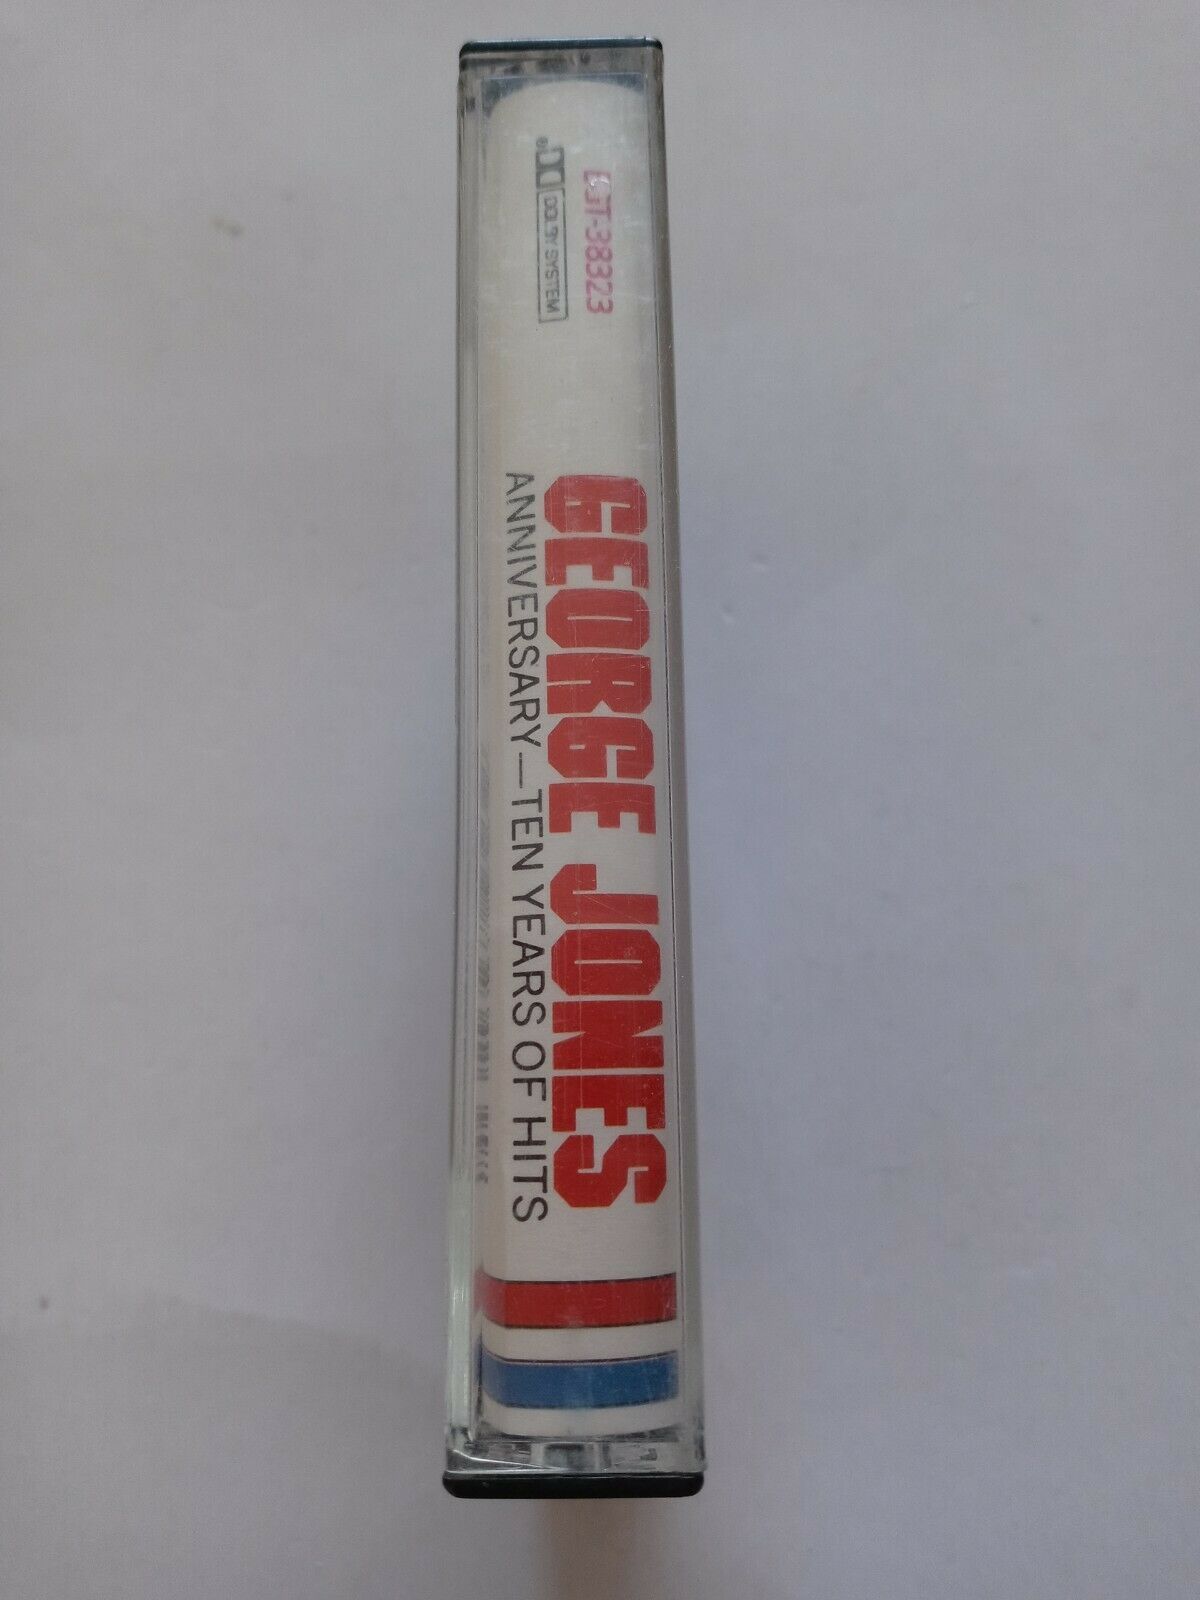 EGT-38323
DOLBY SYSTEM
GEORGE JONES
ANNIVERSARY—TEN YEARS OF HITS